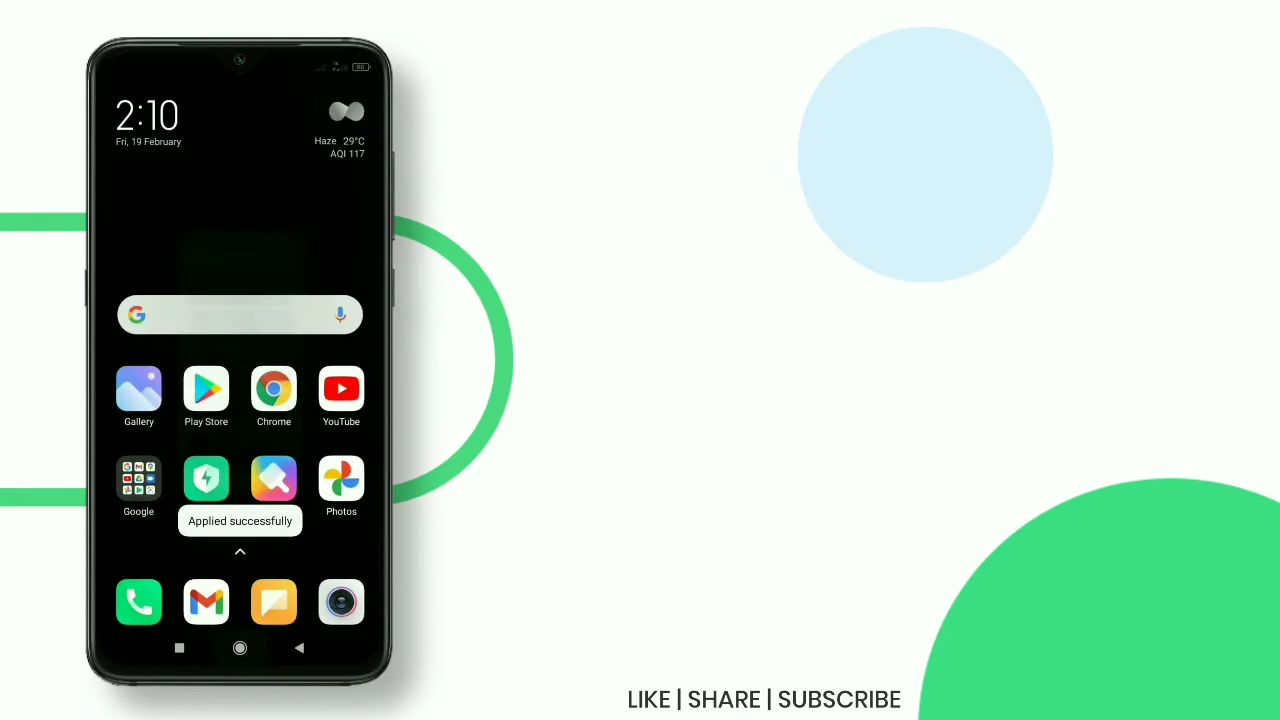 2:10
Fri, 19 February
Haze 29°C
AQI 117
Gallery
Play Store
Chrome
YouTube
Google
Photos
Applied successfully
LIKE | SHARE | SUBSCRIBE